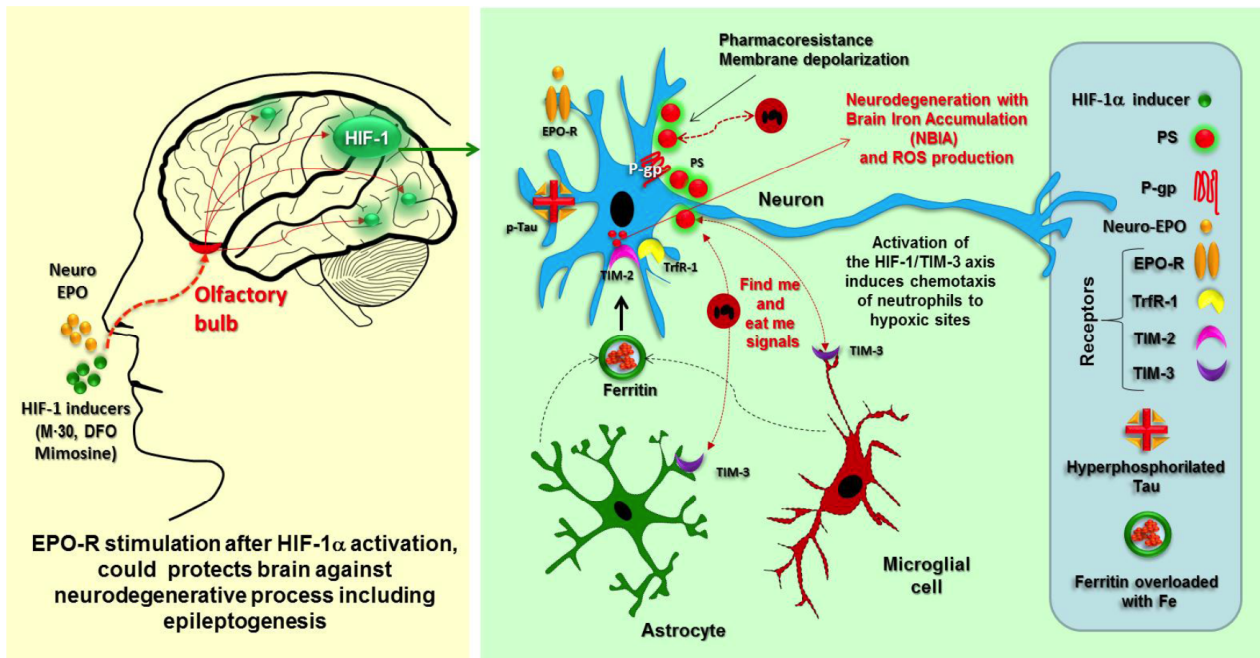 HIF-1
Neuro
EPO
Olfactory
bulb
HIF-1 inducers
(M-30, DFO
Mimosine)
EPO-R stimulation after HIF-1α activation,
could protects brain against
neurodegenerative process including
epileptogenesis
Pharmacoresistance
Membrane depolarization
EPO-R
Neurodegeneration with
Brain Iron Accumulation
(NBIA)
and ROS production
P-gp
PS
Neuron
p-Tau
TIM-2
TrfR-1
Find me
and
eat me
signals
Activation of
the HIF-1/TIM-3 axis
induces chemotaxis
of neutrophils to
hypoxic sites
TIM-3
Ferritin
TIM-3
Microglial
cell
Astrocyte
HIF-1α inducer
PS
P-gp
Neuro-EPO
Receptors
EPO-R
TrfR-1
TIM-2
TIM-3
Hyperphosphorilated
Tau
Ferritin overloaded
with Fe